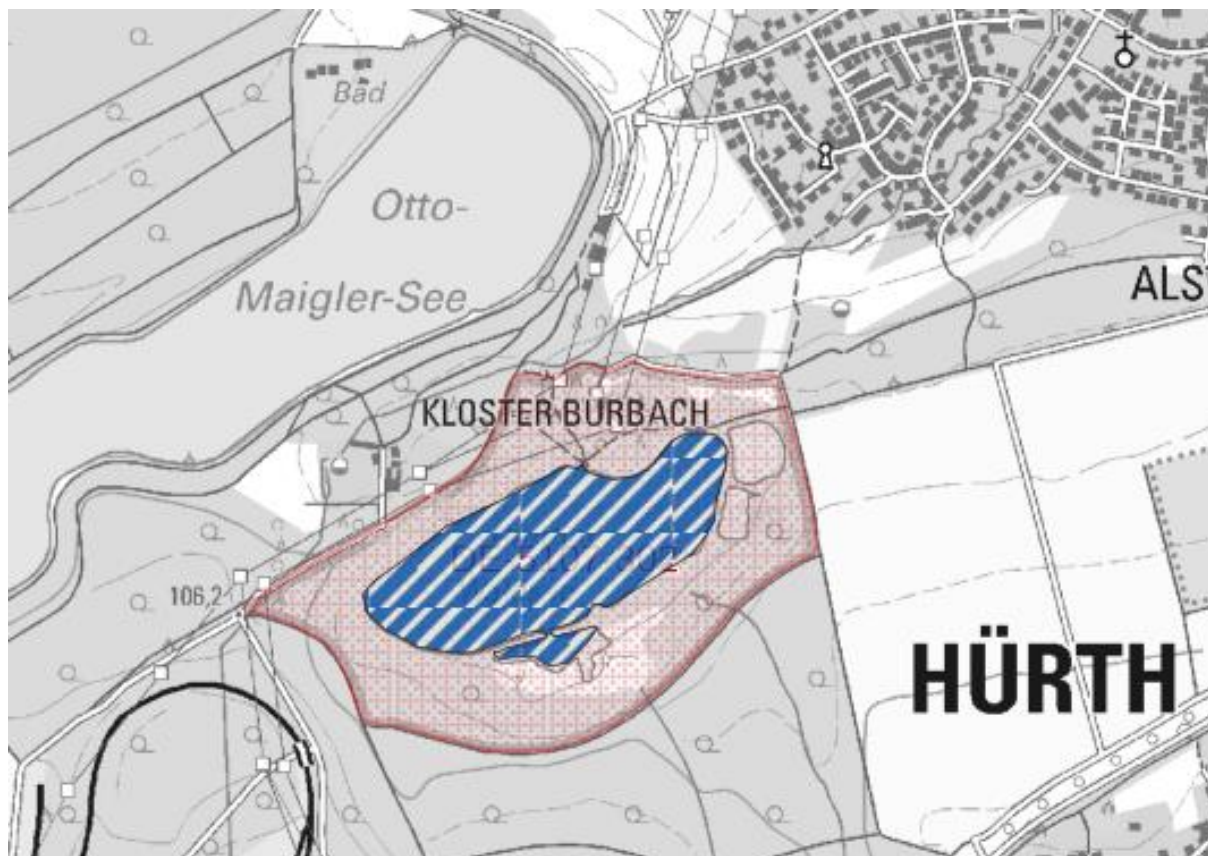 Bad
Otto-
Maigler-See
ALS
KLOSTER BURBACH
106,2
HÜRTH